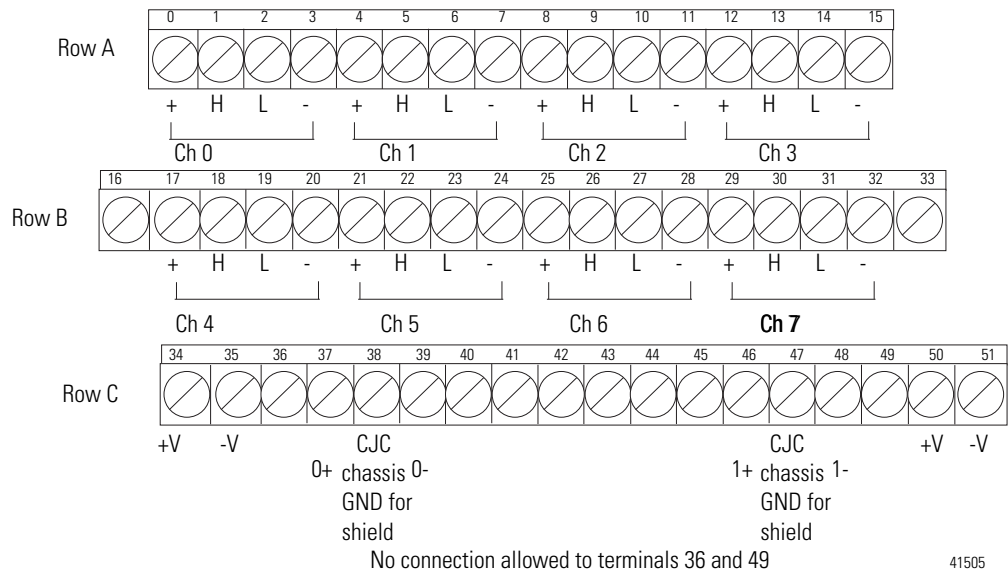 0 1 2 3 4 5 6 7 8 9 10 11 12 13 14 15
Row A
+ H L - + H L - + H L - + H L -
Ch 0 Ch 1 Ch 2 Ch 3
16 17 18 19 20 21 22 23 24 25 26 27 28 29 30 31 32 33
Row B
+ H L - + H L - + H L - + H L -
Ch 4 Ch 5 Ch 6 Ch 7
34 35 36 37 38 39 40 41 42 43 44 45 46 47 48 49 50 51
Row C
+V -V CJC CJC +V -V
0+ chassis 0- 1+ chassis 1-
GND for GND for
shield shield
No connection allowed to terminals 36 and 49 41505